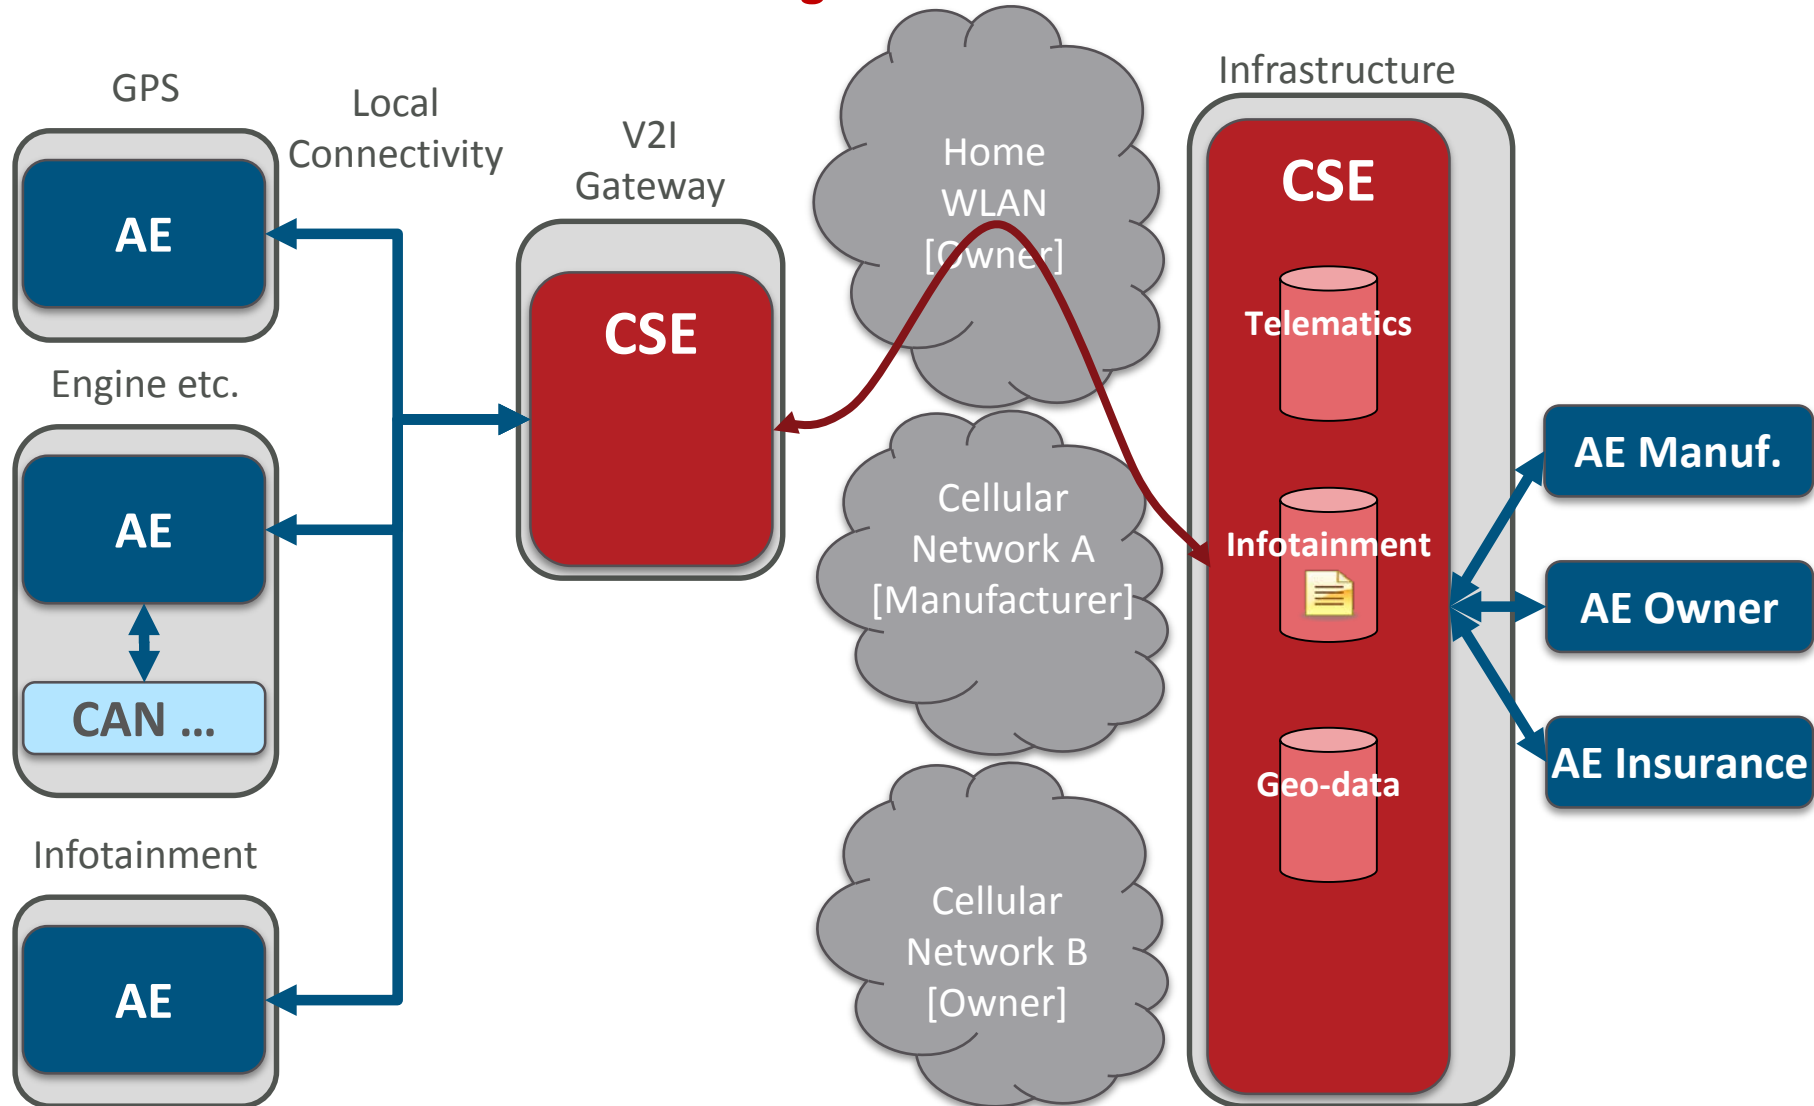 GPS
AE
Engine etc.
AE
CAN ...
Infotainment
AE
Local
Connectivity
V2I
Gateway
CSE
Home
WLAN
[Owner]
Cellular
Network A
[Manufacturer]
Cellular
Network B
[Owner]
Infrastructure
CSE
Telematics
Infotainment
Geo-data
AE Manuf.
AE Owner
AE Insurance